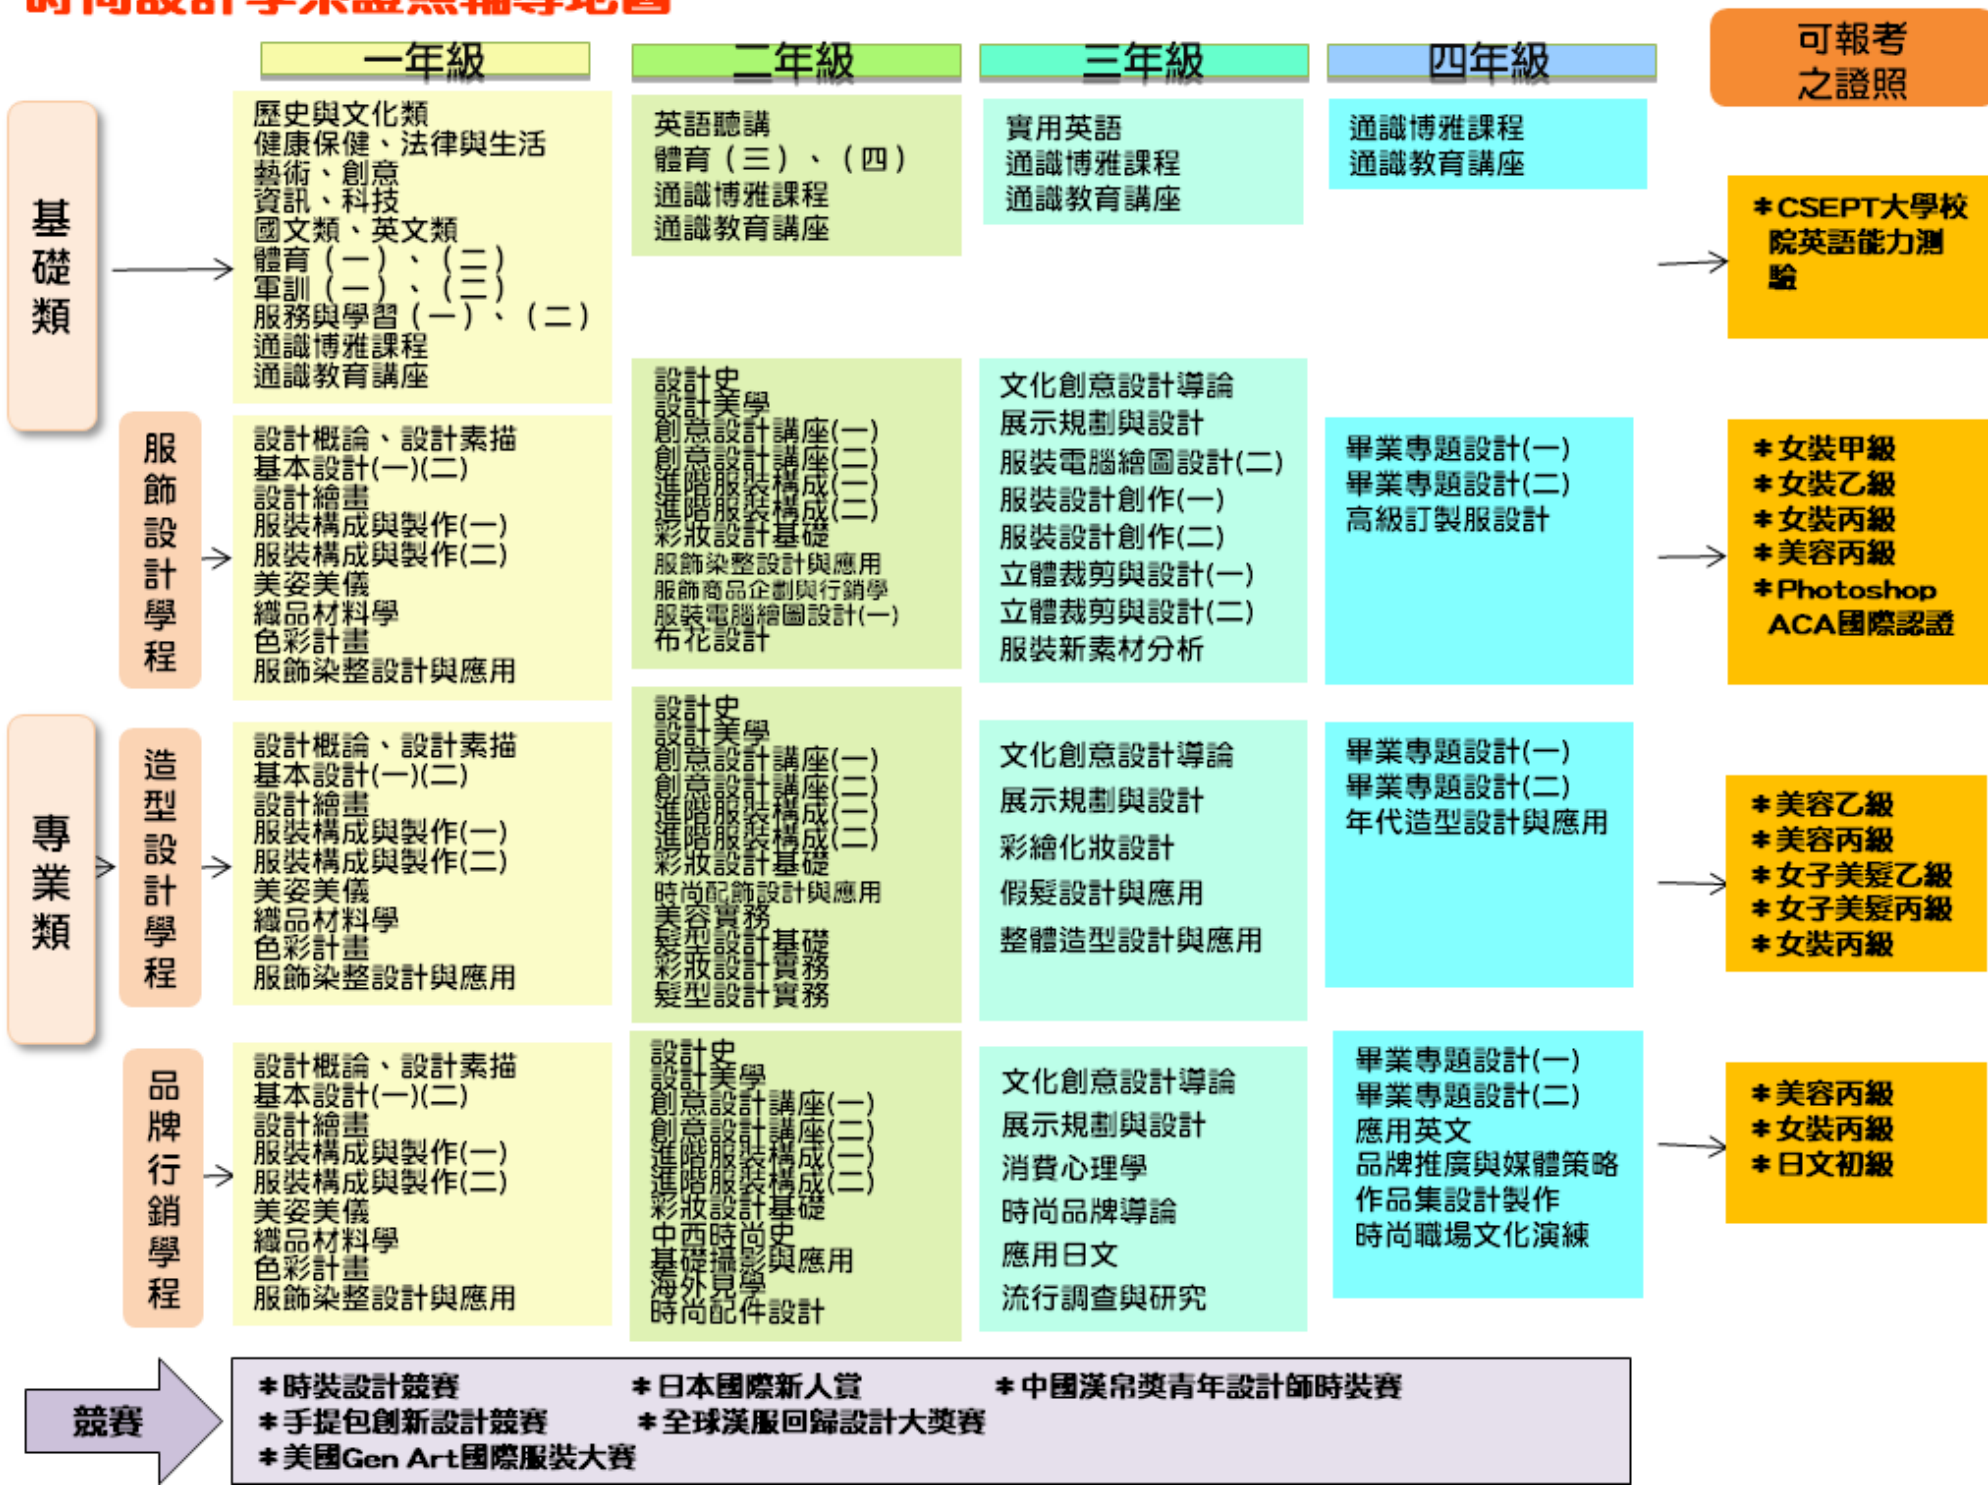 時尚設計學系證照輔導地圖
一年級
二年級
三年級
四年級
可報考
之證照
基礎類
歷史與文化類
健康保健、法律與生活
藝術、創意
資訊、科技
國文類、英文類
體育(一)、(二)
軍訓(一)、(二)
服務與學習(一)、(二)
通識博雅課程
通識教育講座
英語聽講
體育(三)、(四)
通識博雅課程
通識教育講座
實用英語
通識博雅課程
通識教育講座
通識博雅課程
通識教育講座
*CSEPT大學校
院英語能力測
驗
專業類
服飾設計學程
設計概論、設計素描
基本設計(一)(二)
設計繪畫
服裝構成與製作(一)
服裝構成與製作(二)
美姿美儀
織品材料學
色彩計畫
服飾染整設計與應用
設計史
設計美學
創意設計講座(一)
創意設計講座(二)
進階服裝構成(一)
進階服裝構成(二)
彩妝設計基礎
服飾染整設計與應用
服飾商品企劃與行銷學
服裝電腦繪圖設計(一)
布花設計
文化創意設計導論
展示規劃與設計
服裝電腦繪圖設計(二)
服裝設計創作(一)
服裝設計創作(二)
立體裁剪與設計(一)
立體裁剪與設計(二)
服裝新素材分析
畢業專題設計(一)
畢業專題設計(二)
高級訂製服設計
*女裝甲級
*女裝乙級
*女裝丙級
*美容丙級
*Photoshop
ACA國際認證
造型設計學程
設計概論、設計素描
基本設計(一)(二)
設計繪畫
服裝構成與製作(一)
服裝構成與製作(二)
美姿美儀
織品材料學
色彩計畫
服飾染整設計與應用
設計史
設計美學
創意設計講座(一)
創意設計講座(二)
進階服裝構成(一)
進階服裝構成(二)
彩妝設計基礎
時尚配飾設計與應用
美容實務
髮型設計基礎
彩妝設計實務
髮型設計實務
文化創意設計導論
展示規劃與設計
彩繪化妝設計
假髮設計與應用
整體造型設計與應用
畢業專題設計(一)
畢業專題設計(二)
年代造型設計與應用
*美容乙級
*美容丙級
*女子美髮乙級
*女子美髮丙級
*女裝丙級
品牌行銷學程
設計概論、設計素描
基本設計(一)(二)
設計繪畫
服裝構成與製作(一)
服裝構成與製作(二)
美姿美儀
織品材料學
色彩計畫
服飾染整設計與應用
設計史
設計美學
創意設計講座(一)
創意設計講座(二)
進階服裝構成(一)
進階服裝構成(二)
彩妝設計基礎
中西時尚史
基礎攝影與應用
海外見學
時尚配件設計
文化創意設計導論
展示規劃與設計
消費心理學
時尚品牌導論
應用日文
流行調查與研究
畢業專題設計(一)
畢業專題設計(二)
應用英文
品牌推廣與媒體策略
作品集設計製作
時尚職場文化演練
*美容丙級
*女裝丙級
*日文初級
競賽
*時裝設計競賽 *日本國際新人賞 *中國漢帛獎青年設計師時裝賽
*手提包創新設計競賽 *全球漢服回歸設計大獎賽
*美國Gen Art國際服裝大賽